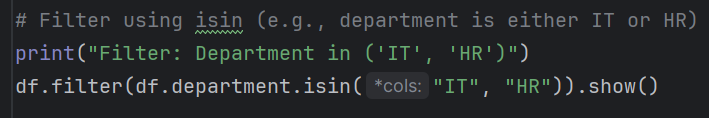 # Filter using isin (e.g., department is either IT or HR)
print("Filter: Department in ('IT', 'HR')")
df.filter(df.department.isin( *cols: "IT", "HR")).show()